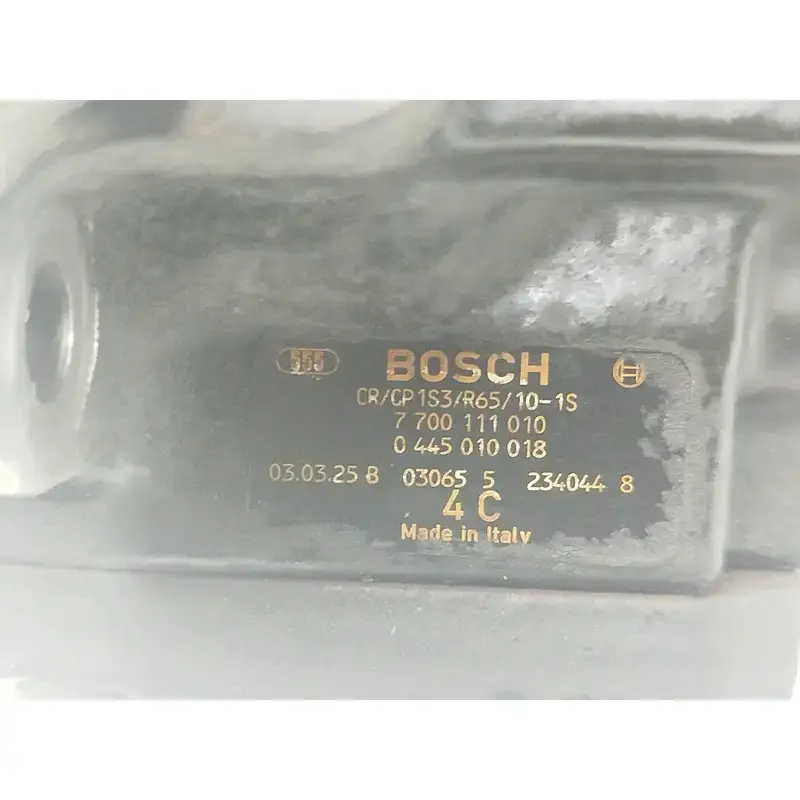 555 BOSCH
CR/CP1S3/R65/10-1S
7 700 111 010
0 445 010 018
03.03.25 8 03065 5 234044 8
4 C
Made in Italy